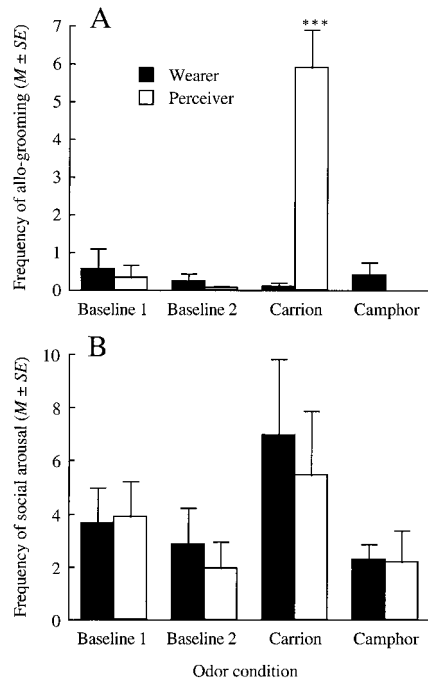 A
***
Frequency of allo-grooming (M ± SE)
7
6
5
4
3
2
1
0
Wearer
Perceiver
Baseline 1 Baseline 2 Carrion Camphor
B
Frequency of social arousal (M ± SE)
10
8
6
4
2
0
Baseline 1 Baseline 2 Carrion Camphor
Odor condition